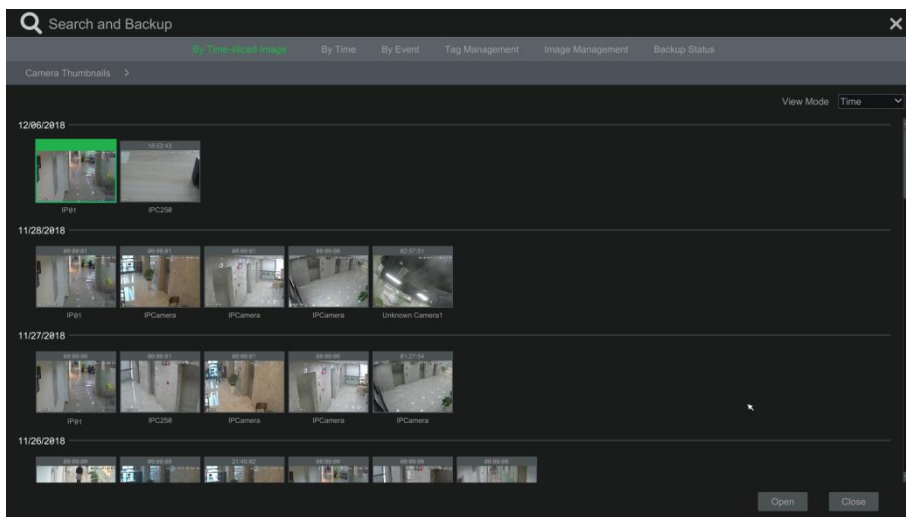 Search and Backup
By Time-sliced Image By Time By Event Tag Management Image Management Backup Status
Camera Thumbnails >
View Mode Time
12/06/2018
18:52:43
IP01 IPC250
11/28/2018
00:00:01 00:00:01 00:00:01 00:00:00 02:57:51
IP01 IPCamera IPCamera IPCamera Unknown Camera1
11/27/2018
00:00:00 00:00:01 00:00:01 00:00:00 01:27:54
IP01 IPC250 IPCamera IPCamera IPCamera
11/26/2018
00:00:00 00:00:00 21:46:02 00:00:00 00:00:00 00:00:00
Open Close